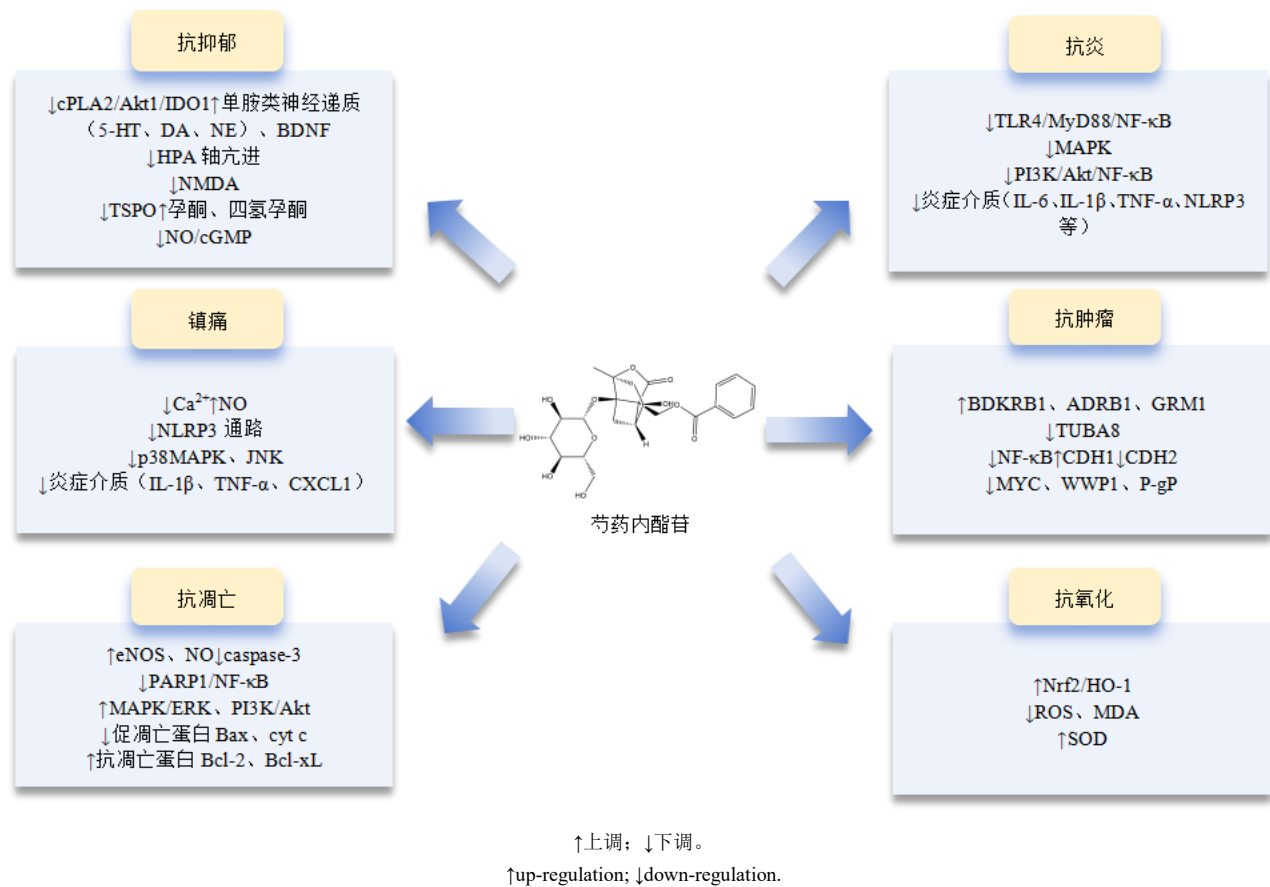 抗抑郁
↓cPLA2/Akt1/IDO1↑单胺类神经递质
（5-HT、DA、NE）、BDNF
↓HPA 轴亢进
↓NMDA
↓TSPO↑孕酮、四氢孕酮
↓NO/cGMP
镇痛
↓Ca²⁺↑NO
↓NLRP3 通路
↓p38MAPK、JNK
↓炎症介质（IL-1β、TNF-α、CXCL1）
抗凋亡
↑eNOS、NO↓caspase-3
↓PARP1/NF-κB
↑MAPK/ERK、PI3K/Akt
↓促凋亡蛋白 Bax、cyt c
↑抗凋亡蛋白 Bcl-2、Bcl-xL
O
O
OH
O
O
HO
O
HO
O
HO
HO
H
芍药内酯苷
抗炎
↓TLR4/MyD88/NF-κB
↓MAPK
↓PI3K/Akt/NF-κB
↓炎症介质（IL-6、IL-1β、TNF-α、NLRP3
等）
抗肿瘤
↑BDKRB1、ADRB1、GRM1
↓TUBA8
↓NF-κB↑CDH1↓CDH2
↓MYC、WWP1、P-gP
抗氧化
↑Nrf2/HO-1
↓ROS、MDA
↑SOD
↑上调；↓下调。
↑up-regulation; ↓down-regulation.